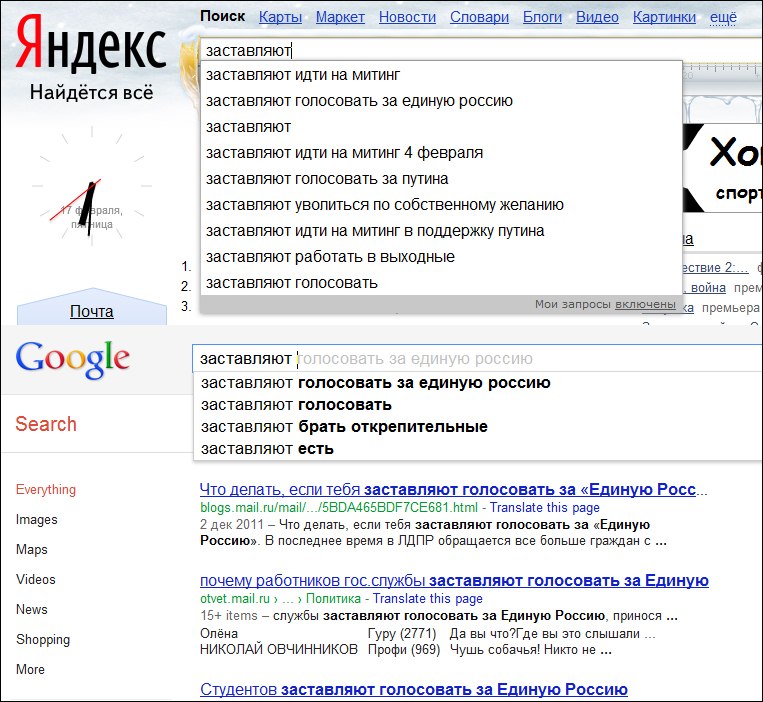 Яндекс
Найдётся всё
Поиск Карты Маркет Новости Словари Блоги Видео Картинки ещё
заставляют
заставляют идти на митинг
заставляют голосовать за единую россию
заставляют
заставляют идти на митинг 4 февраля
заставляют голосовать за путина
заставляют уволиться по собственному желанию
заставляют идти на митинг в поддержку путина
заставляют работать в выходные
заставляют голосовать
Мои запросы включены
17 февраля,
пятница
Почта
1.
2.
3.
спорт
ествие 2:...
война прем
премьера
Google
заставляют голосовать за единую россию
заставляют голосовать за единую россию
заставляют голосовать
заставляют брать открепительные
заставляют есть
Search
Everything
Images
Maps
Videos
News
Shopping
More
Что делать, если тебя заставляют голосовать за «Единую Росс...
blogs.mail.ru/mail/.../5BDA465BDF7CE681.html - Translate this page
2 дек 2011 – Что делать, если тебя заставляют голосовать за «Единую
Россию». В последнее время в ЛДПР обращается все больше граждан с ...
почему работников гос.службы заставляют голосовать за Единую
otvet.mail.ru › ... › Политика - Translate this page
15+ items – службы заставляют голосовать за Единую Россию, принося ...
Олёна Гуру (2771) Да вы что?Где вы это слышали ...
НИКОЛАЙ ОВЧИННИКОВ Профи (969) Чушь собачья! Никто не ...
Студентов заставляют голосовать за Единую Россию